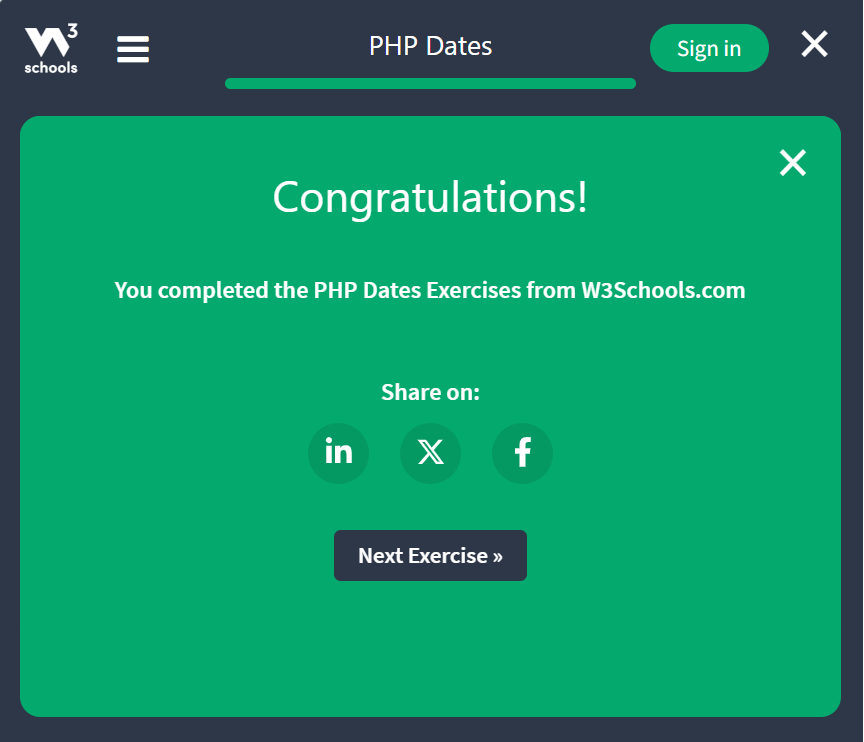 W3
schools
PHP Dates
Sign in
Congratulations!
You completed the PHP Dates Exercises from W3Schools.com
Share on:
in
X
f
Next Exercise »